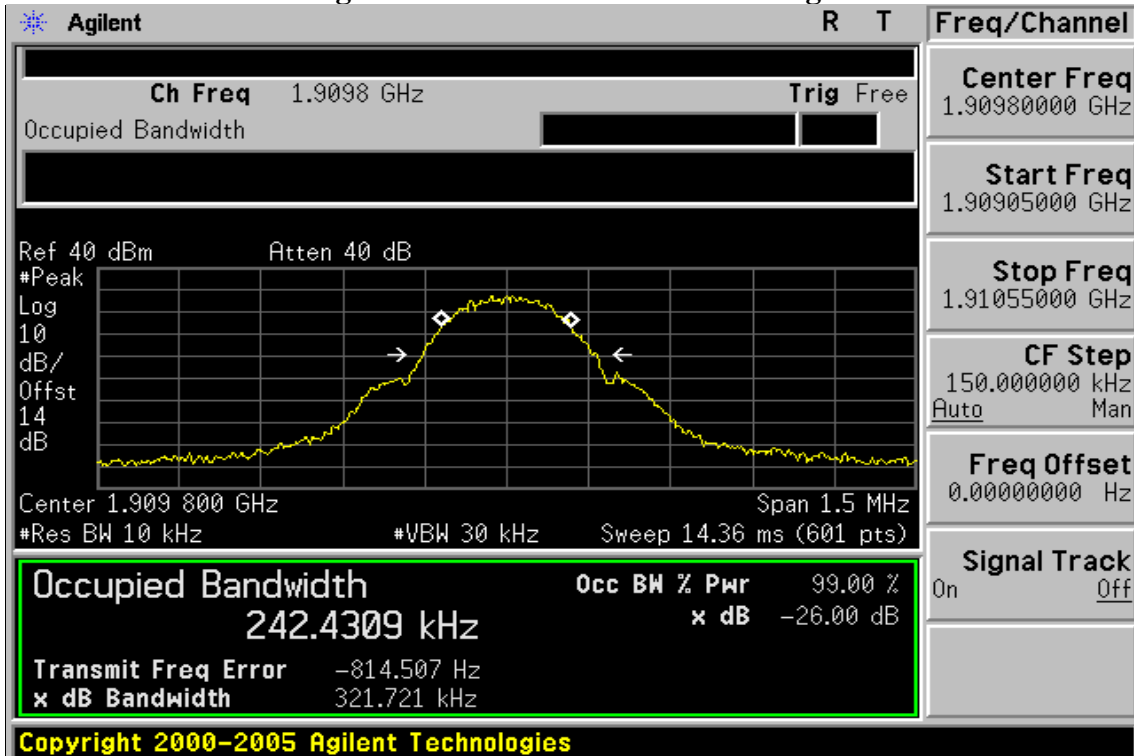 Agilent R T
Ch Freq 1.9098 GHz Trig Free
Occupied Bandwidth
Ref 40 dBm Atten 40 dB
#Peak
Log
10
dB/
Offst
14
dB
Center 1.909 800 GHz Span 1.5 MHz
#Res BW 10 kHz #VBW 30 kHz Sweep 14.36 ms (601 pts)
Occupied Bandwidth
242.4309 kHz
Occ BW % Pwr 99.00 %
x dB -26.00 dB
Transmit Freq Error -814.507 Hz
x dB Bandwidth 321.721 kHz
Freq/Channel
Center Freq
1.90980000 GHz
Start Freq
1.90905000 GHz
Stop Freq
1.91055000 GHz
CF Step
150.000000 kHz
Auto Man
Freq Offset
0.00000000 Hz
Signal Track
On Off
Copyright 2000-2005 Agilent Technologies